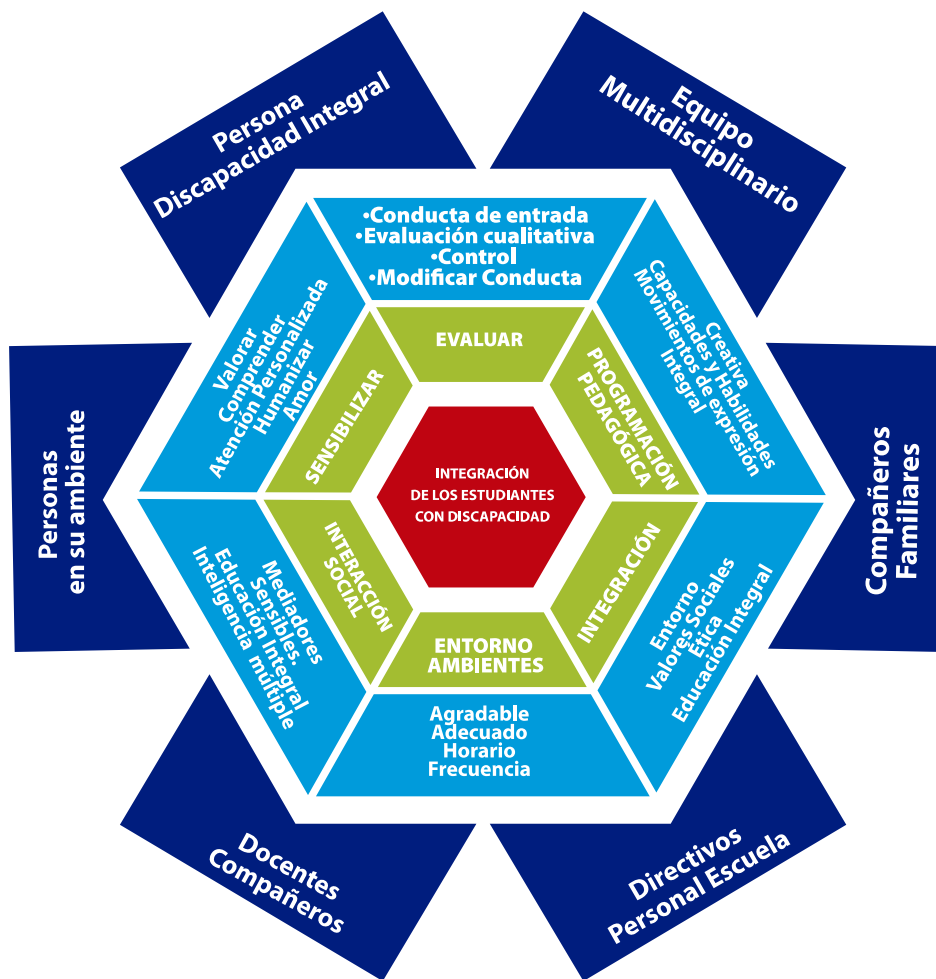 Persona
Discapacidad Integral
Equipo
Multidisciplinario
•Conducta de entrada
•Evaluación cualitativa
•Control
•Modificar Conducta
Valorar
Comprender
Atención Personalizada
Humanizar
Amor
Creativa
Capacidades y Habilidades
Movimientos de expresión
Integral
EVALUAR
SENSIBILIZAR
PROGRAMACIÓN
PEDAGÓGICA
Personas
en su ambiente
INTEGRACIÓN
DE LOS ESTUDIANTES
CON DISCAPACIDAD
Compañeros
Familiares
INTERACCIÓN
SOCIAL
INTEGRACIÓN
Mediadores
Sensibles.
Educación Integral
Inteligencia múltiple
Entorno
Valores Sociales
Ética
Educación Integral
ENTORNO
AMBIENTES
Agradable
Adecuado
Horario
Frecuencia
Docentes
Compañeros
Directivos
Personal Escuela